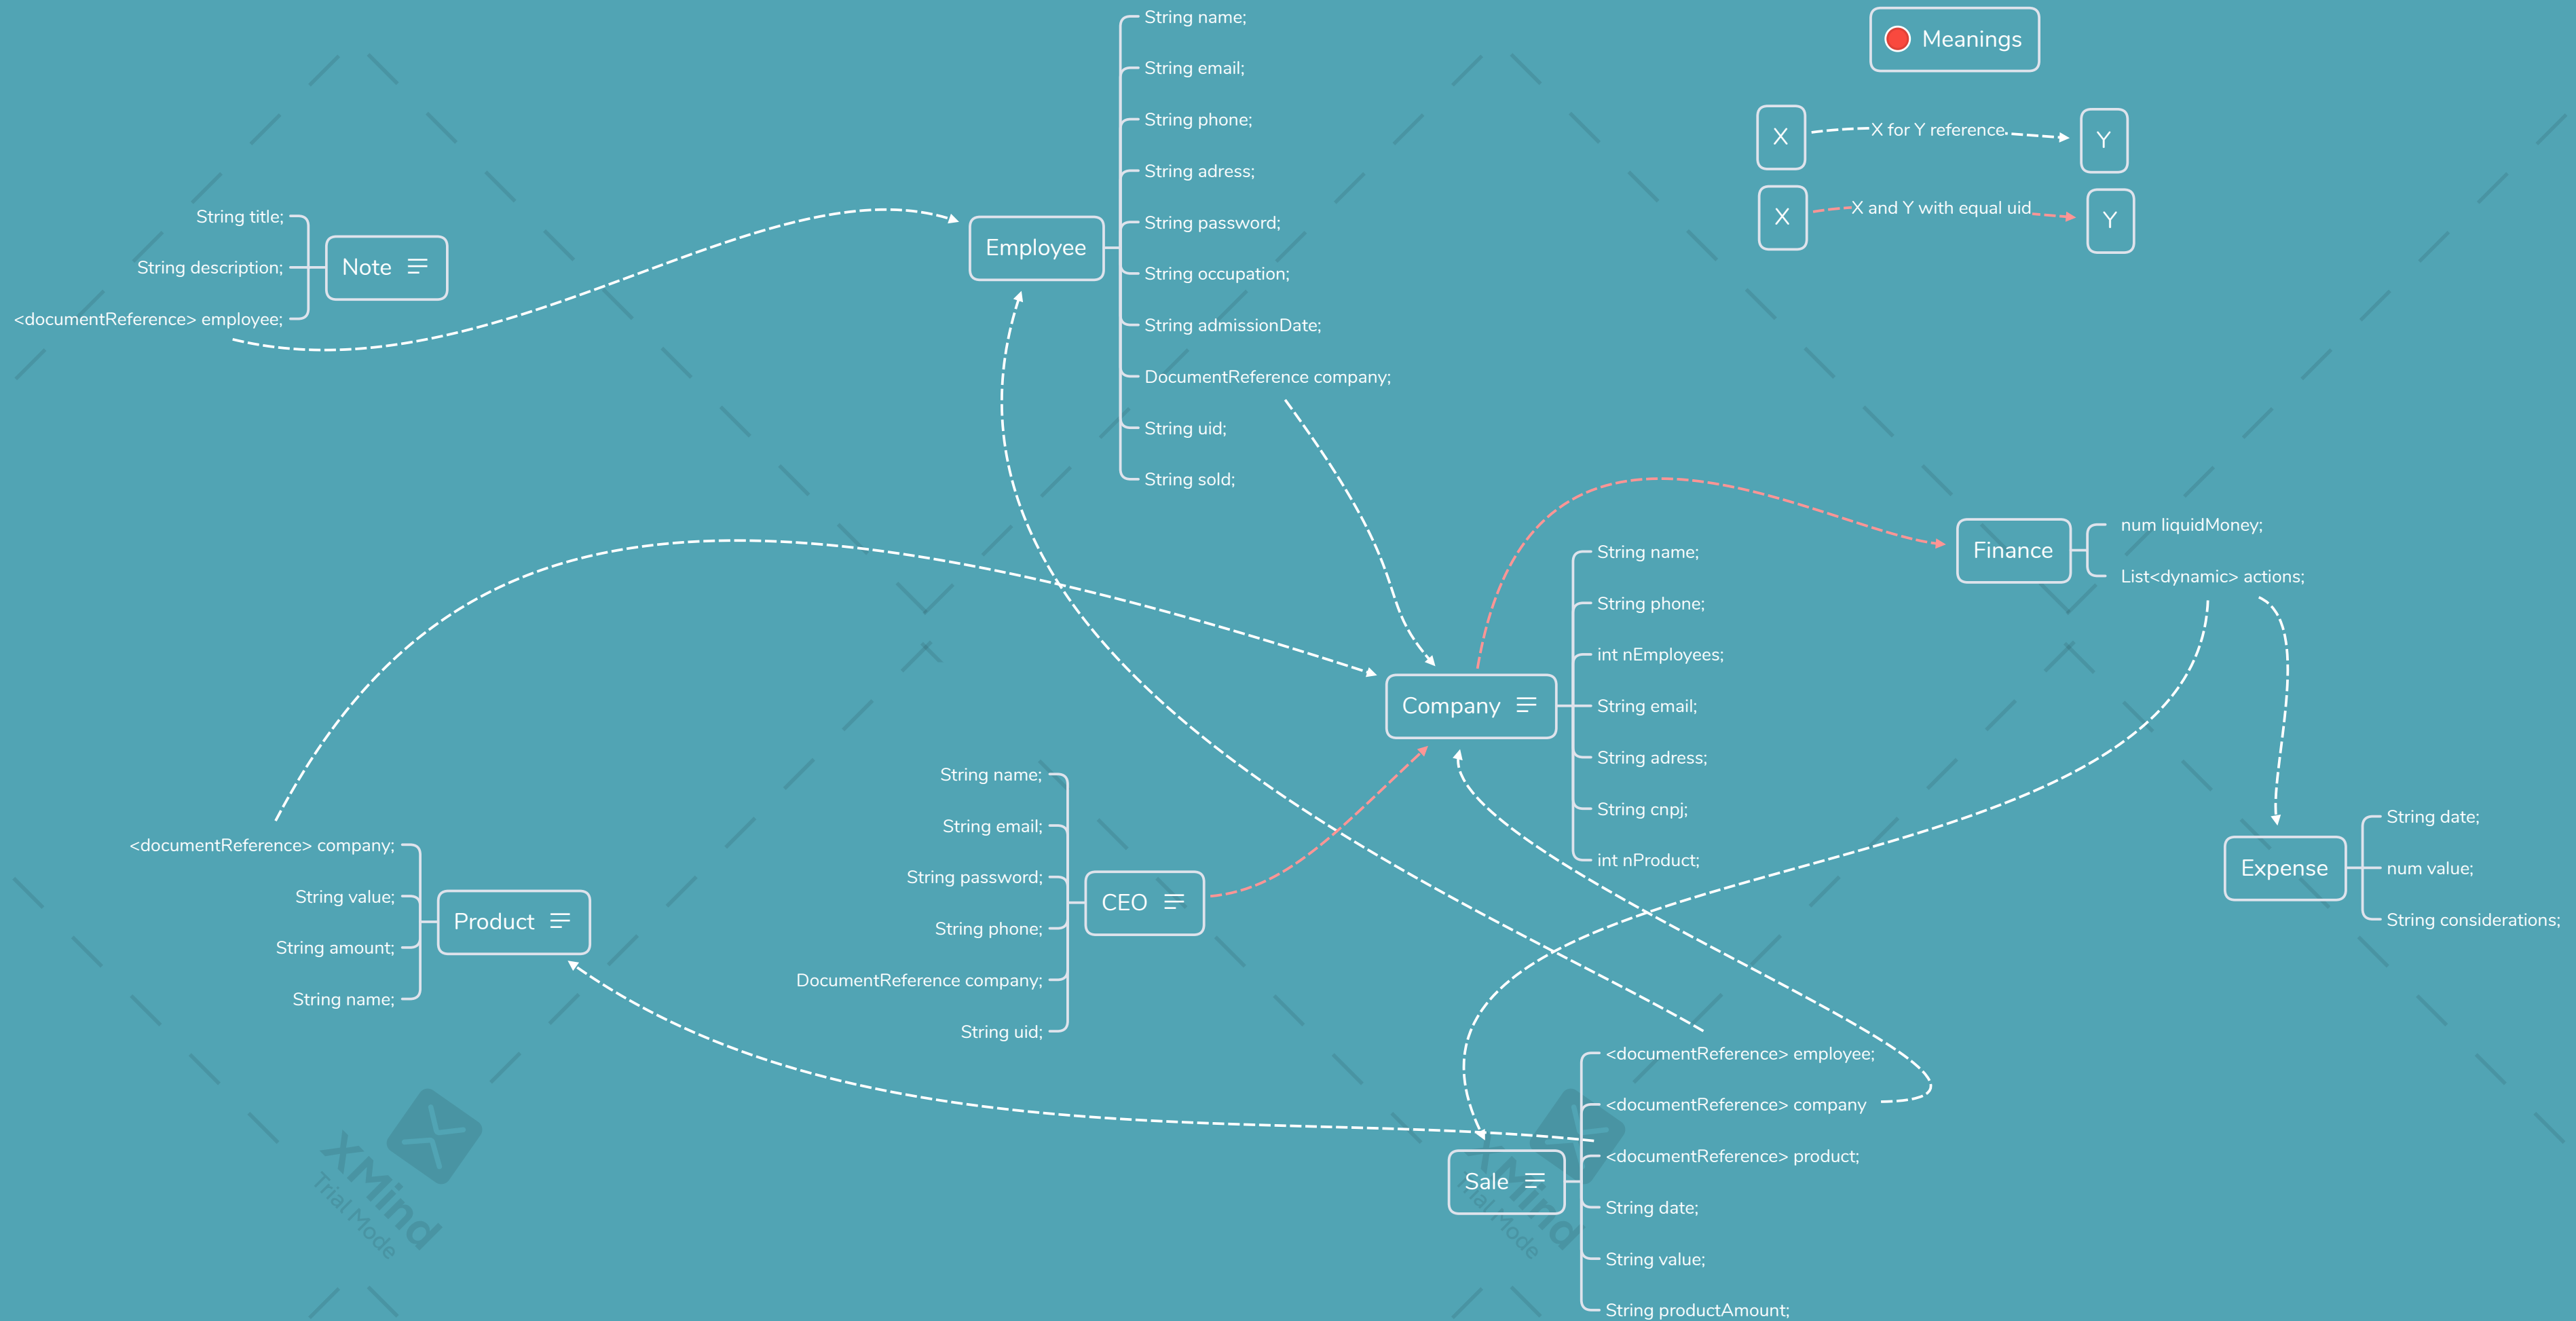 Meanings
X
X for Y reference
Y
X
X and Y with equal uid
Y
String title;
String description;
<documentReference> employee;
Note
Employee
String name;
String email;
String phone;
String adress;
String password;
String occupation;
String admissionDate;
DocumentReference company;
String uid;
String sold;
Finance
num liquidMoney;
List<dynamic> actions;
Company
String name;
String phone;
int nEmployees;
String email;
String adress;
String cnpj;
int nProduct;
<documentReference> company;
String value;
String amount;
String name;
Product
String name;
String email;
String password;
String phone;
DocumentReference company;
String uid;
CEO
Expense
String date;
num value;
String considerations;
Sale
<documentReference> employee;
<documentReference> company
<documentReference> product;
String date;
String value;
String productAmount;
XMind
Trial Mode
XMind
Trial Mode